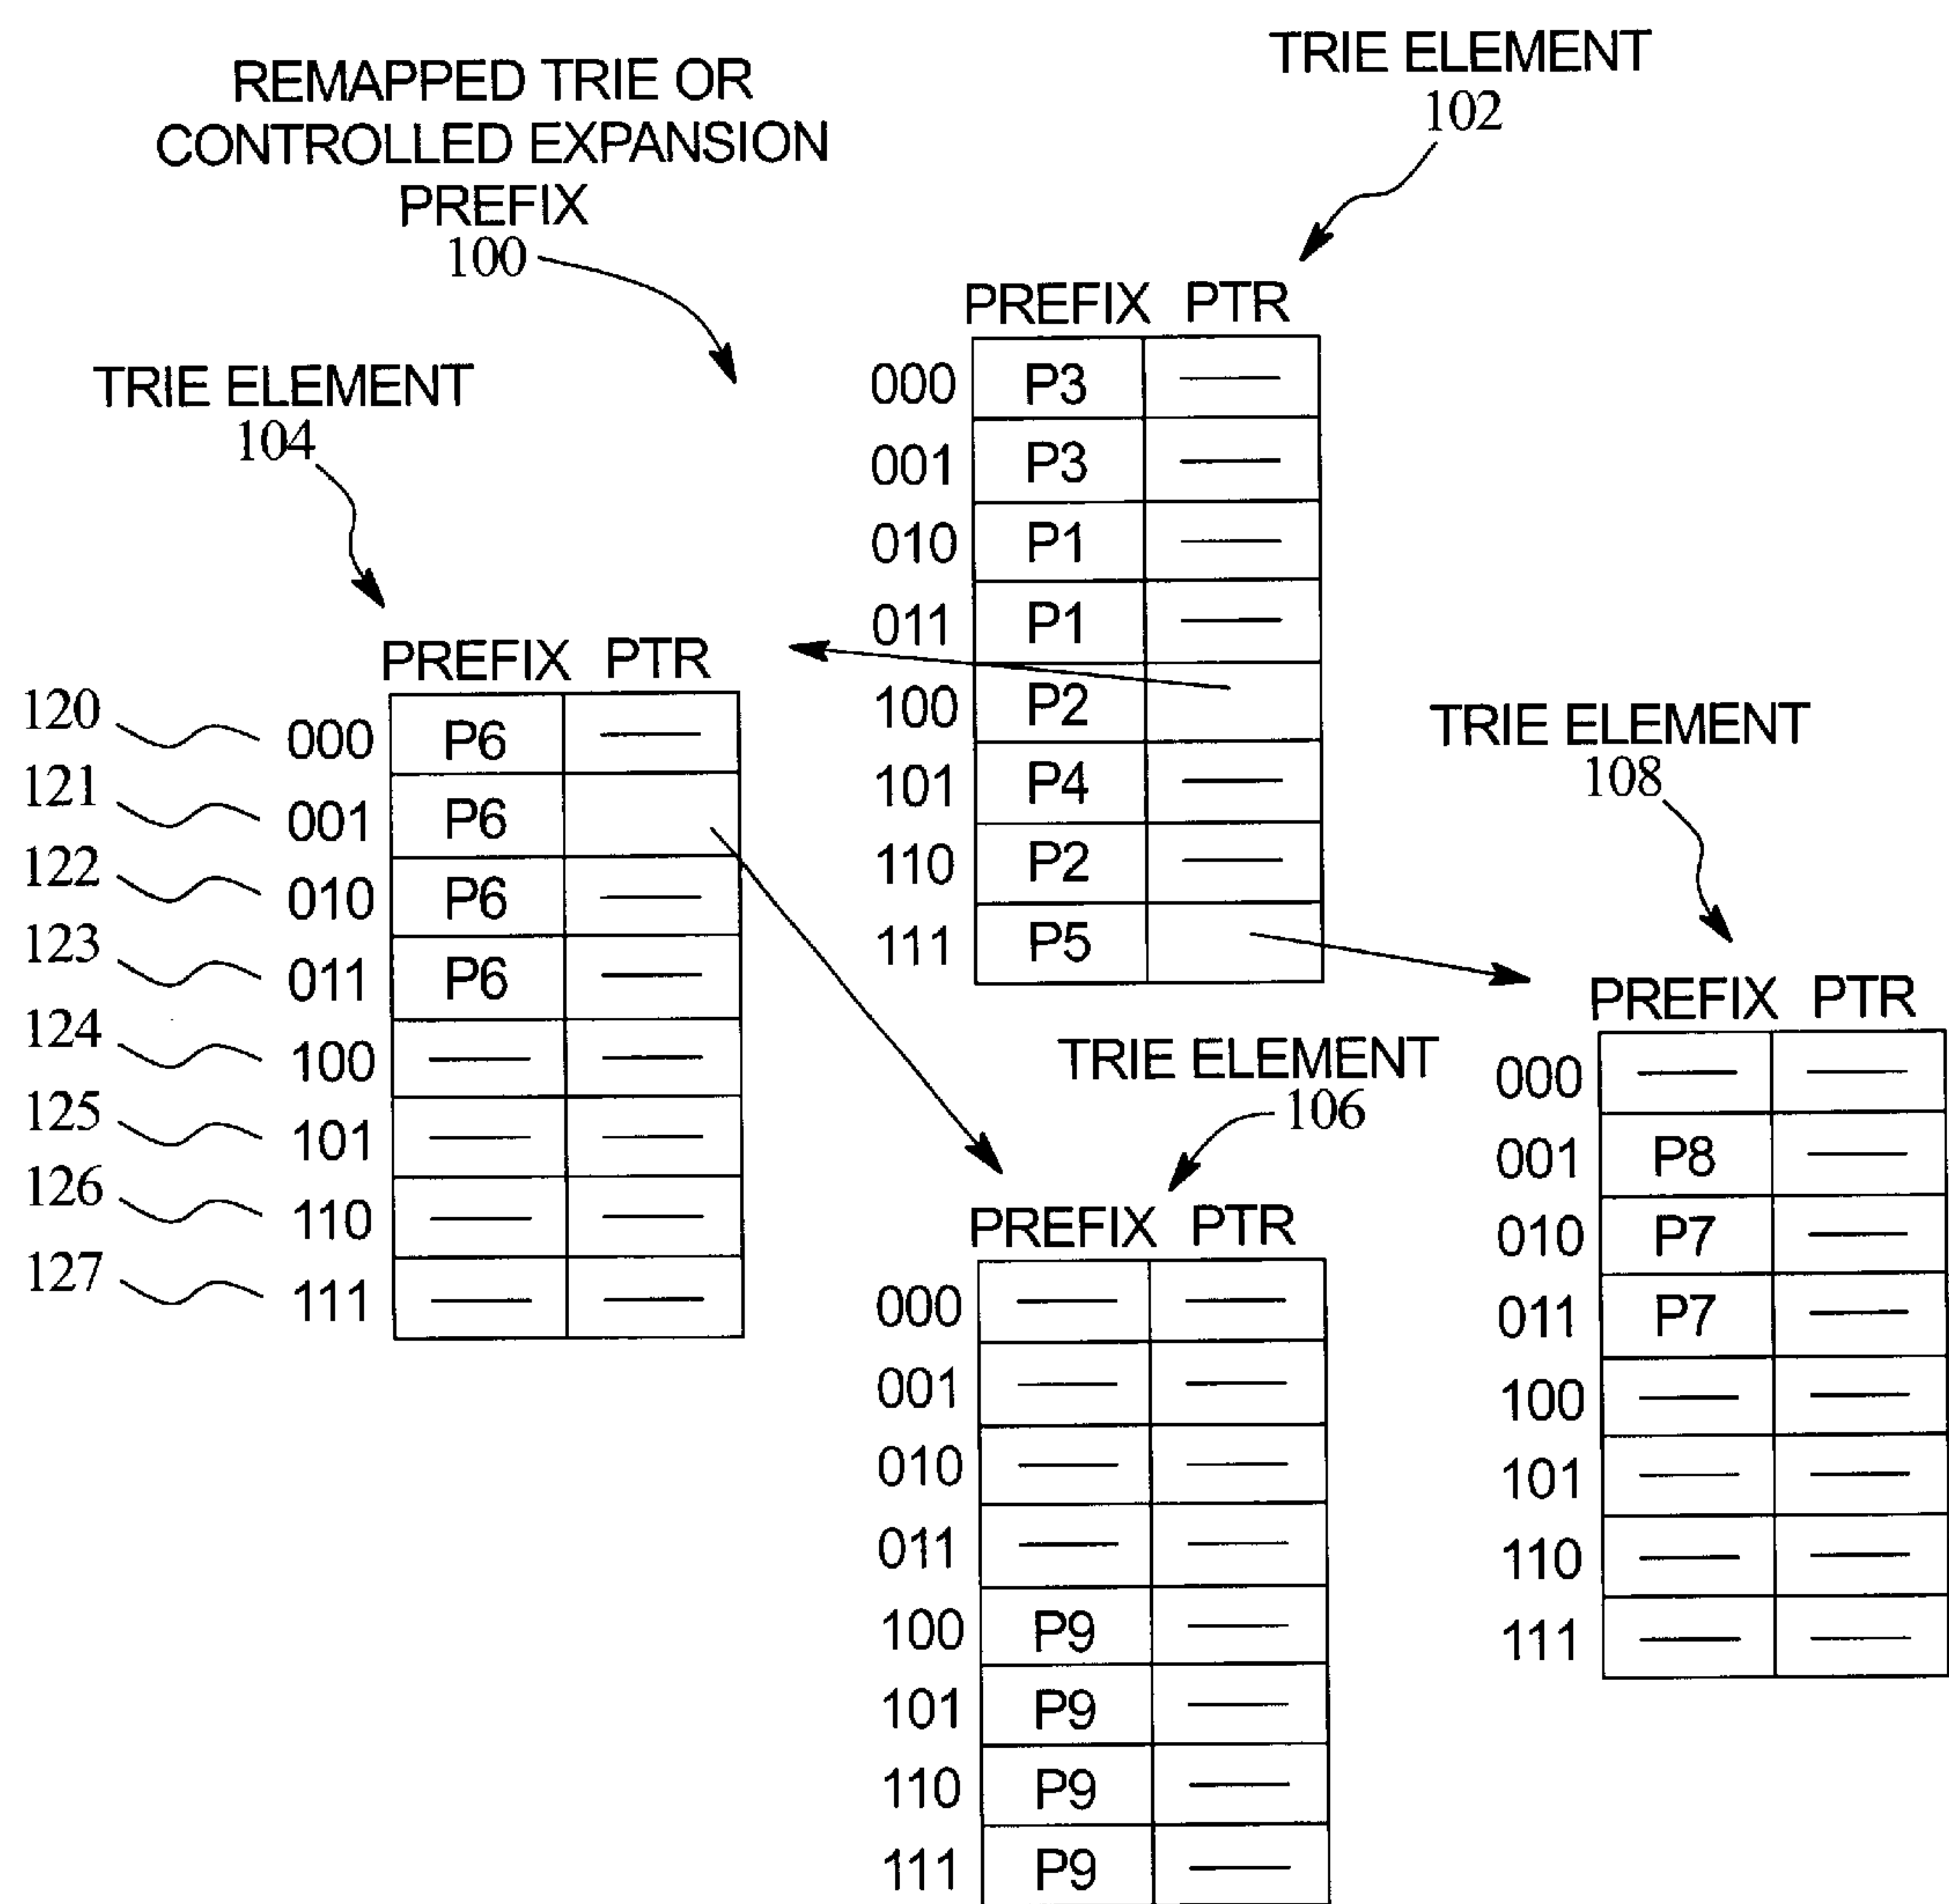 REMAPPED TRIE OR
CONTROLLED EXPANSION
PREFIX
100
TRIE ELEMENT
102
PREFIX PTR
000 P3
001 P3
010 P1
011 P1
100 P2
101 P4
110 P2
111 P5
TRIE ELEMENT
104
PREFIX PTR
120 000 P6
121 001 P6
122 010 P6
123 011 P6
124 100
125 101
126 110
127 111
TRIE ELEMENT
108
PREFIX PTR
000
001 P8
010 P7
011 P7
100
101
110
111
TRIE ELEMENT
106
PREFIX PTR
000
001
010
011
100 P9
101 P9
110 P9
111 P9